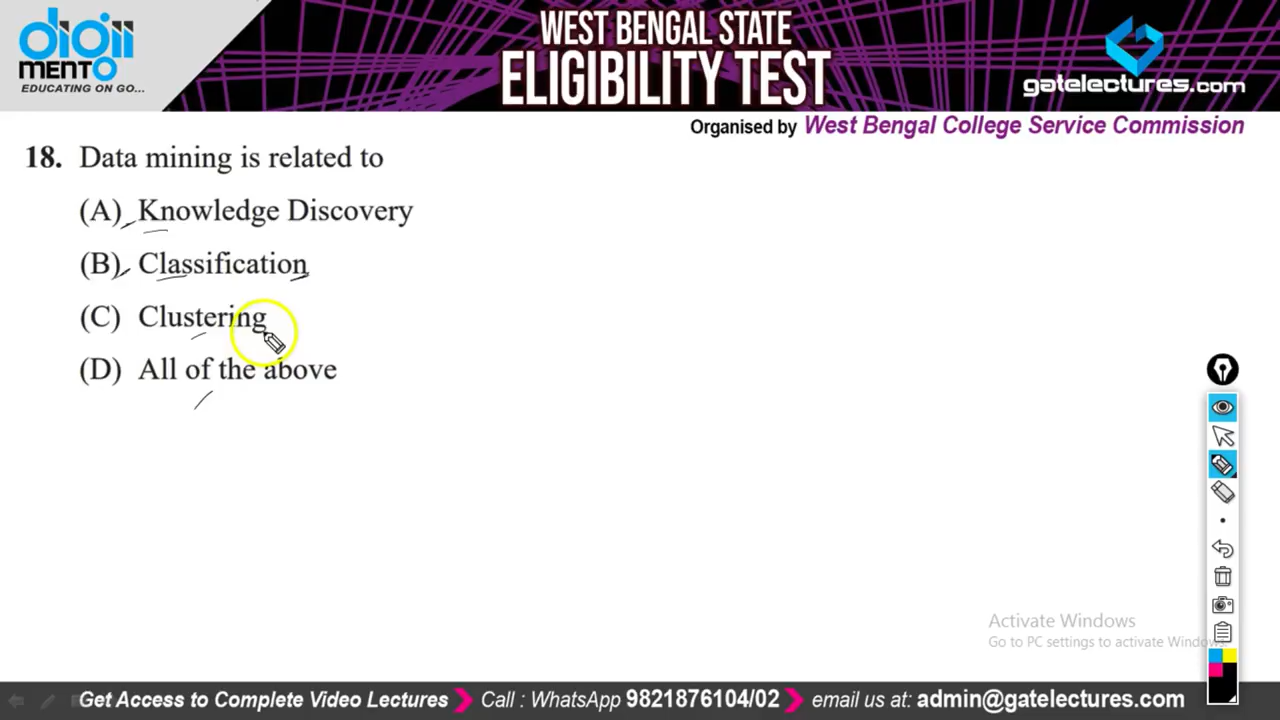 digii
mento
EDUCATING ON GO...
WEST BENGAL STATE
ELIGIBILITY TEST
gatelectures.com
Organised by West Bengal College Service Commission
18. Data mining is related to
(A) Knowledge Discovery
(B) Classification
(C) Clustering
(D) All of the above
Activate Windows
Go to PC settings to activate Windows.
Get Access to Complete Video Lectures Call : WhatsApp 9821876104/02 email us at: admin@gatelectures.com